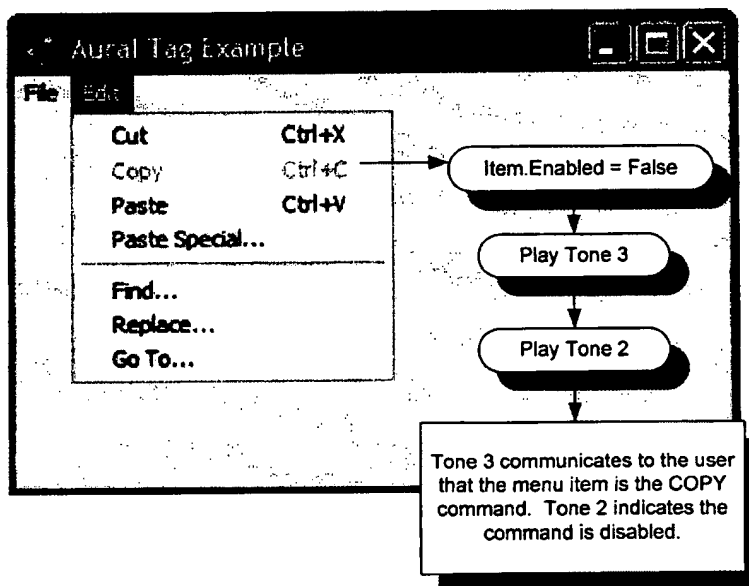 Aural Tag Example
File Edit
Cut Ctrl+X
Copy Ctrl+C
Paste Ctrl+V
Paste Special...
Find...
Replace...
Go To...
Item.Enabled = False
Play Tone 3
Play Tone 2
Tone 3 communicates to the user
that the menu item is the COPY
command. Tone 2 indicates the
command is disabled.